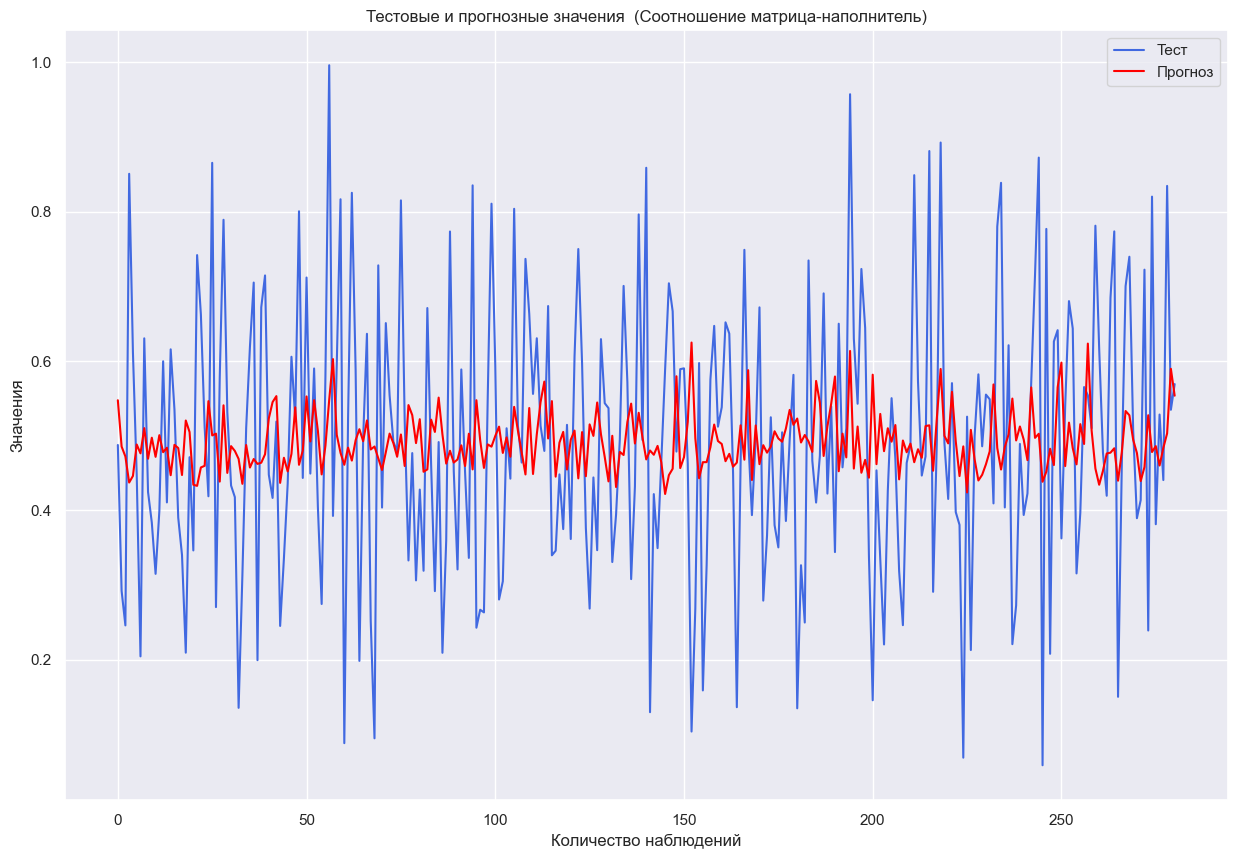 Тестовые и прогнозные значения (Соотношение матрица-наполнитель)
Тест
Прогноз
Значения
1.0
0.8
0.6
0.4
0.2
0 50 100 150 200 250
Количество наблюдений